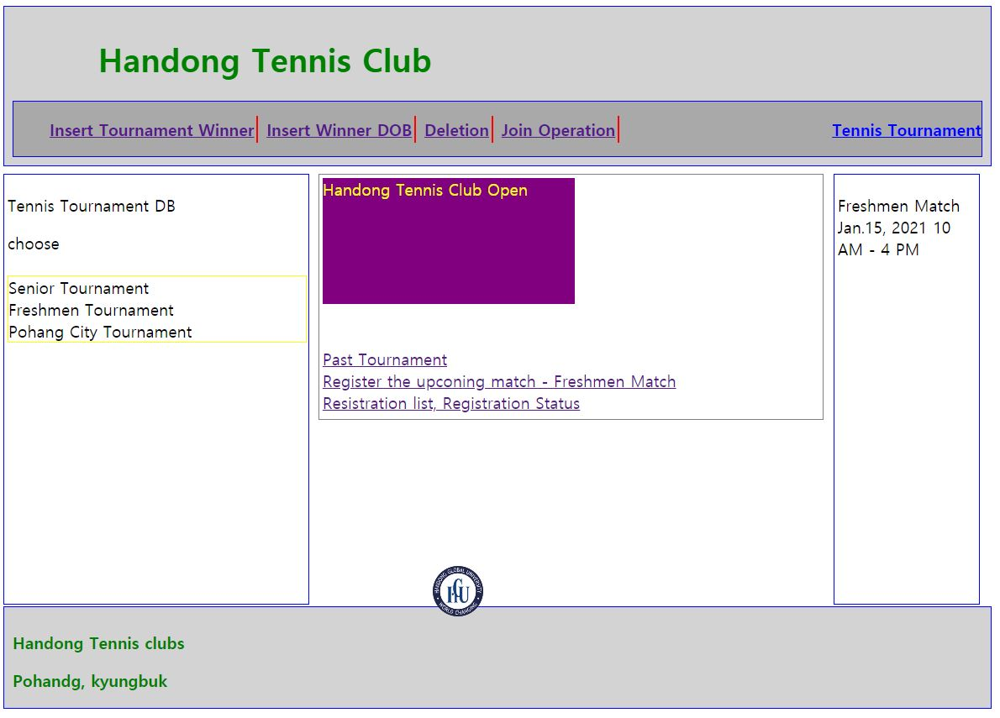 Handong Tennis Club
Insert Tournament Winner Insert Winner DOB Deletion Join Operation Tennis Tournament
Tennis Tournament DB
choose
Senior Tournament
Freshmen Tournament
Pohang City Tournament
Handong Tennis Club Open
Past Tournament
Register the upconing match - Freshmen Match
Resistration list, Registration Status
Freshmen Match
Jan.15, 2021 10
AM - 4 PM
HANDONG GLOBAL UNIVERSITY
HGU
WORLD CHANGING
Handong Tennis clubs
Pohandg, kyungbuk